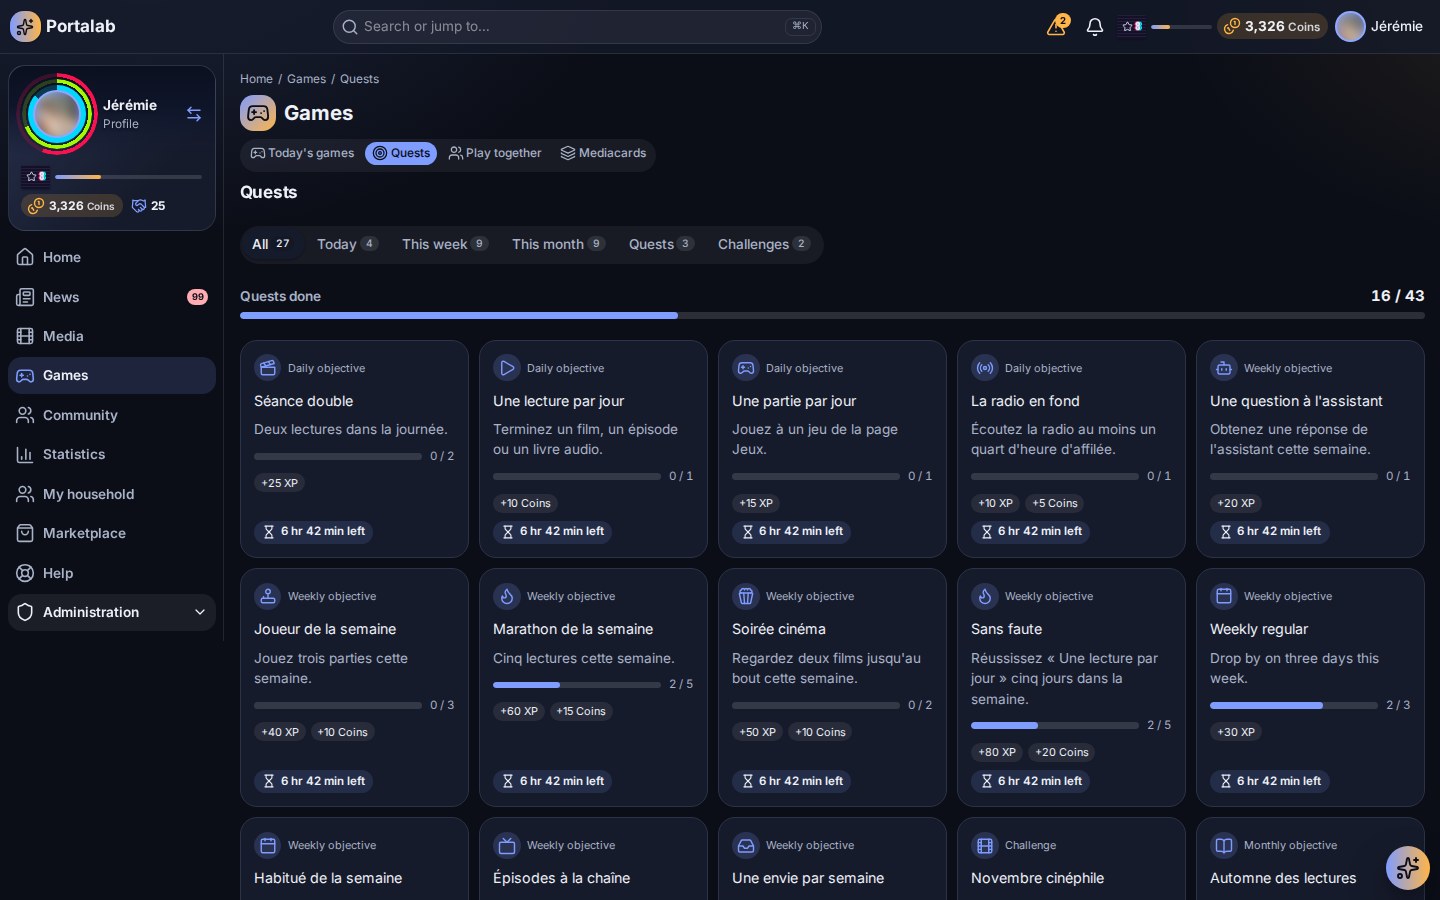 Portalab
Search or jump to...
⌘K
2
8
3,326 Coins
Jérémie
Jérémie
Profile
8
3,326 Coins
25
Home
News
99
Media
Games
Community
Statistics
My household
Marketplace
Help
Administration
Home / Games / Quests
Games
Today's games
Quests
Play together
Mediacards
Quests
All 27
Today 4
This week 9
This month 9
Quests 3
Challenges 2
Quests done
16 / 43
Daily objective
Séance double
Deux lectures dans la journée.
0 / 2
+25 XP
6 hr 42 min left
Daily objective
Une lecture par jour
Terminez un film, un épisode
ou un livre audio.
0 / 1
+10 Coins
6 hr 42 min left
Daily objective
Une partie par jour
Jouez à un jeu de la page
Jeux.
0 / 1
+15 XP
6 hr 42 min left
Daily objective
La radio en fond
Écoutez la radio au moins un
quart d'heure d'affilée.
0 / 1
+10 XP +5 Coins
6 hr 42 min left
Weekly objective
Une question à l'assistant
Obtenez une réponse de
l'assistant cette semaine.
0 / 1
+20 XP
6 hr 42 min left
Weekly objective
Joueur de la semaine
Jouez trois parties cette
semaine.
0 / 3
+40 XP +10 Coins
6 hr 42 min left
Weekly objective
Marathon de la semaine
Cinq lectures cette semaine.
2 / 5
+60 XP +15 Coins
6 hr 42 min left
Weekly objective
Soirée cinéma
Regardez deux films jusqu'au
bout cette semaine.
0 / 2
+50 XP +10 Coins
6 hr 42 min left
Weekly objective
Sans faute
Réussissez « Une lecture par
jour » cinq jours dans la
semaine.
2 / 5
+80 XP +20 Coins
6 hr 42 min left
Weekly objective
Weekly regular
Drop by on three days this
week.
2 / 3
+30 XP
6 hr 42 min left
Weekly objective
Habitué de la semaine
Weekly objective
Épisodes à la chaîne
Weekly objective
Une envie par semaine
Challenge
Novembre cinéphile
Monthly objective
Automne des lectures